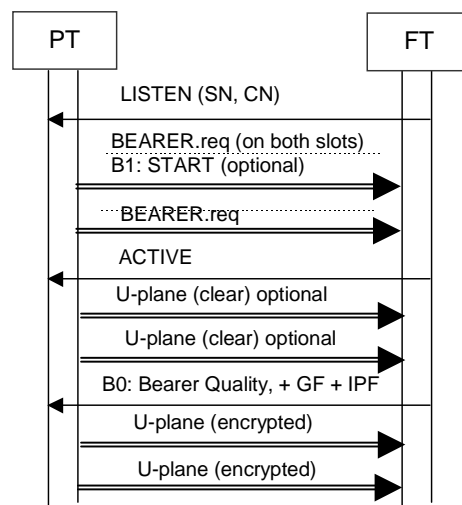 PT
FT
LISTEN (SN, CN)
BEARER.req (on both slots)
B1: START (optional)
BEARER.req
ACTIVE
U-plane (clear) optional
U-plane (clear) optional
B0: Bearer Quality, + GF + IPF
U-plane (encrypted)
U-plane (encrypted)